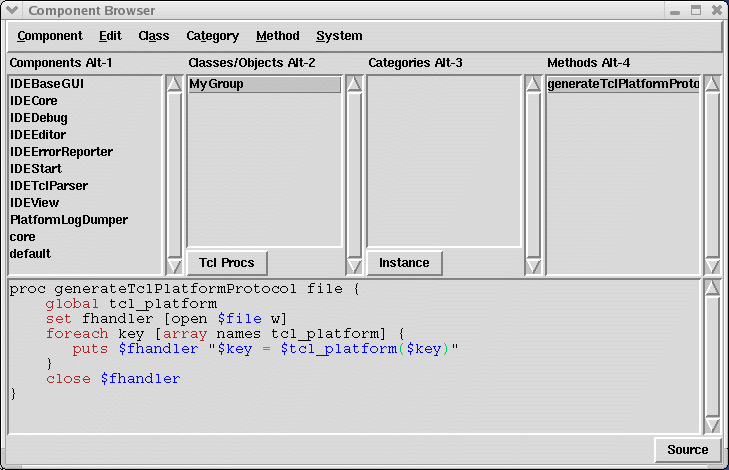 Component Browser
Component Edit Class Category Method System
Components Alt-1 Classes/Objects Alt-2 Categories Alt-3 Methods Alt-4
IDEBaseGUI MyGroup generateTclPlatformProto
IDECore
IDEDebug
IDEEditor
IDEErrorReporter
IDEStart
IDETclParser
IDEView
PlatformLogDumper
core
default
Tcl Procs Instance
proc generateTclPlatformProtocol file {
    global tcl_platform
    set fhandler [open $file w]
    foreach key [array names tcl_platform] {
       puts $fhandler "$key = $tcl_platform($key)"
    }
    close $fhandler
}
Source